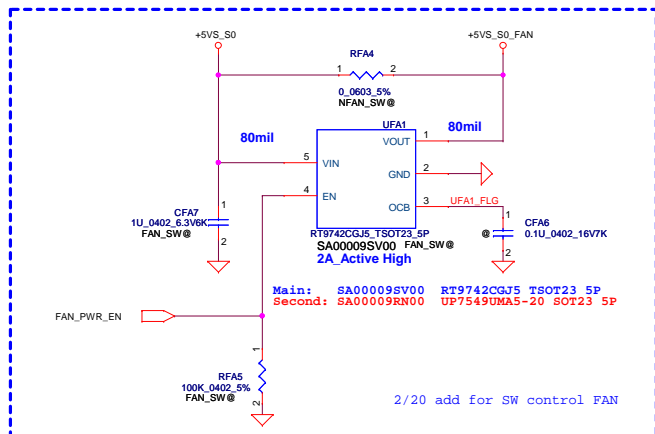 +5VS_S0
+5VS_S0_FAN
RFA4
1
2
0_0603_5%
NFAN_SW@
80mil
UFA1
80mil
VOUT
1
5
VIN
GND
2
4
EN
OCB
3
UFA1_FLG
CFA7
1
1U_0402_6.3V6K
FAN_SW@
2
RT9742CGJ5_TSOT23_5P
SA00009SV00
FAN_SW@
2A_Active High
@
1
CFA6
0.1U_0402_16V7K
2
Main: SA00009SV00 RT9742CGJ5 TSOT23 5P
Second: SA00009RN00 UP7549UMA5-20 SOT23 5P
FAN_PWR_EN
1
RFA5
100K_0402_5%
FAN_SW@
2
2/20 add for SW control FAN